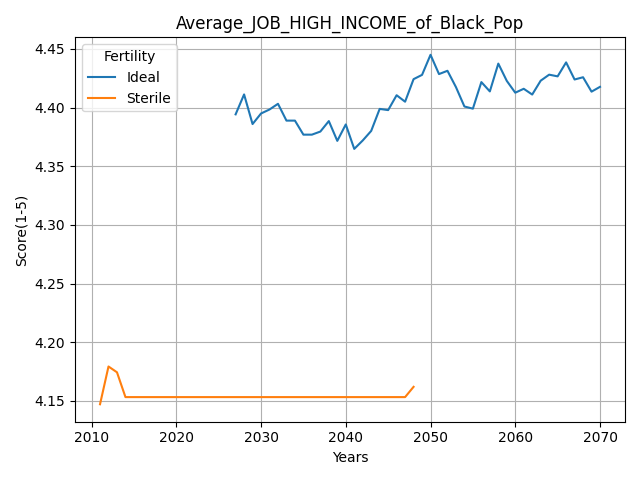 Average_JOB_HIGH_INCOME_of_Black_Pop
Fertility
Ideal
Sterile
Score(1-5)
4.45
4.40
4.35
4.30
4.25
4.20
4.15
2010 2020 2030 2040 2050 2060 2070
Years